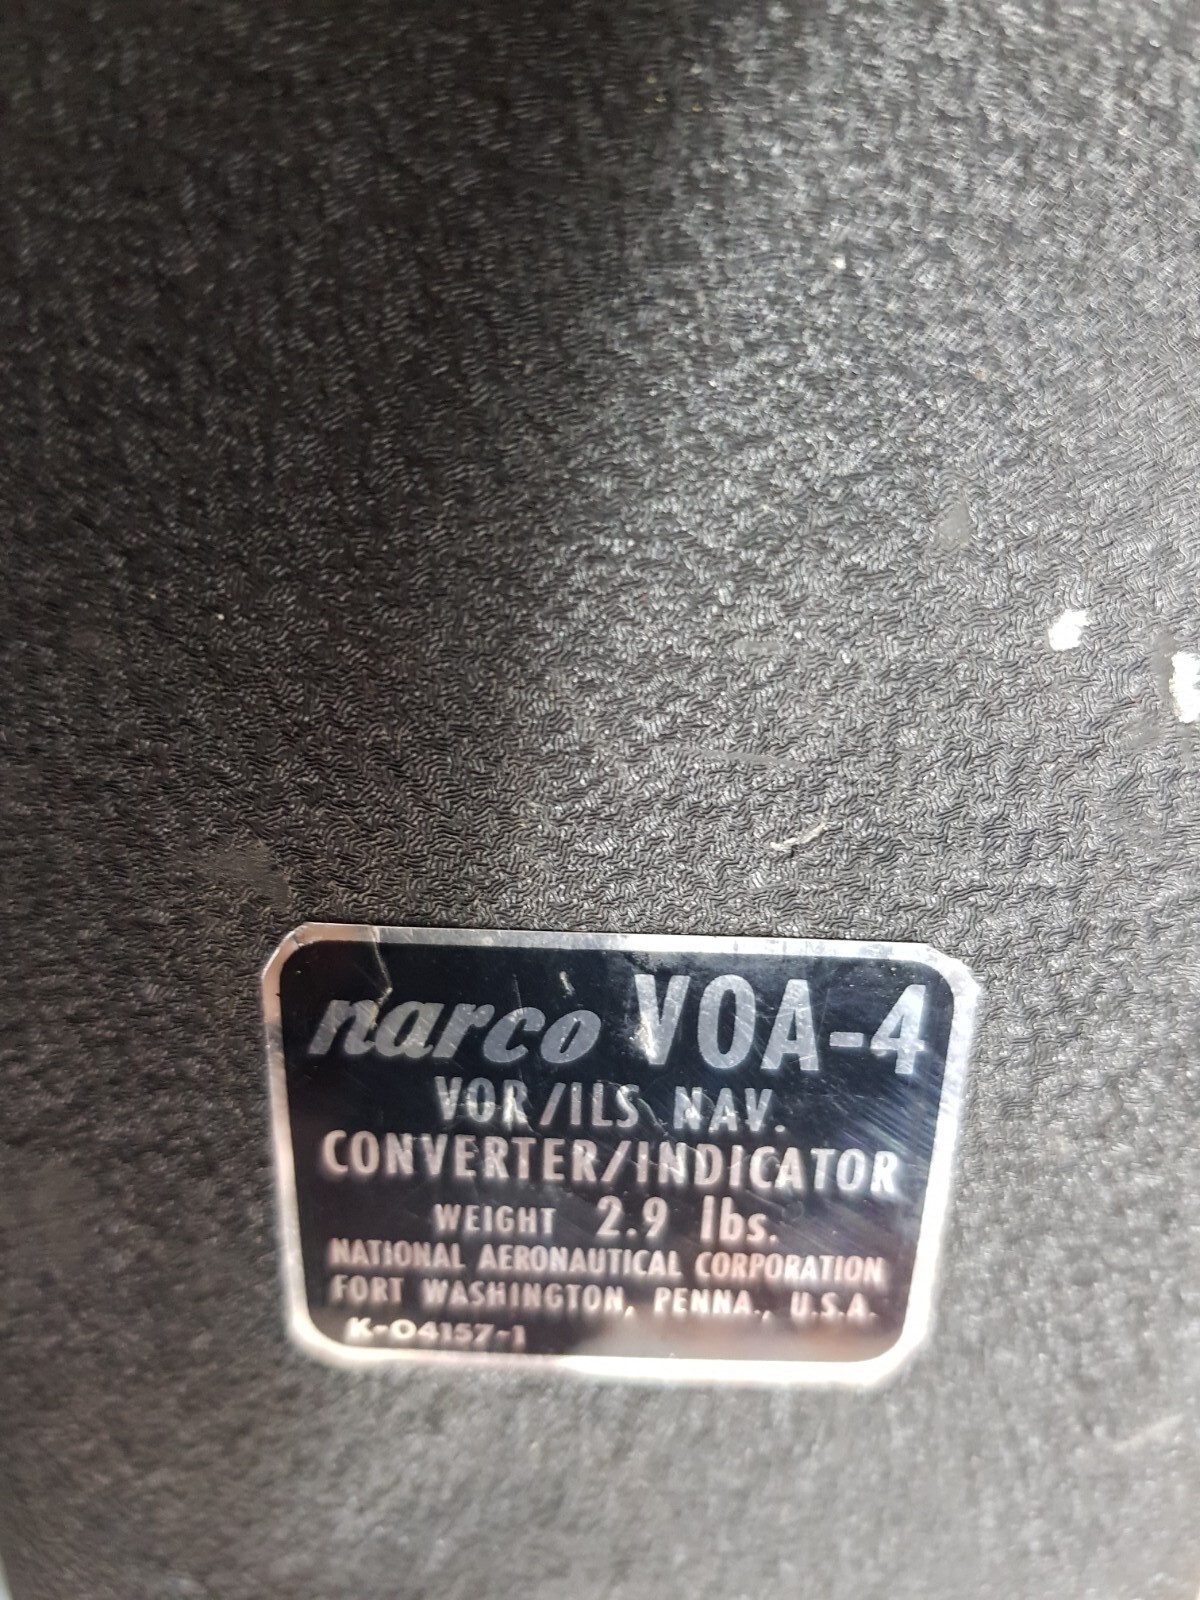 narco VOA-4
VOR/ILS NAV.
CONVERTER/INDICATOR
WEIGHT 2.9 lbs.
NATIONAL AERONAUTICAL CORPORATION
FORT WASHINGTON, PENNA., U.S.A.
K-04157-1